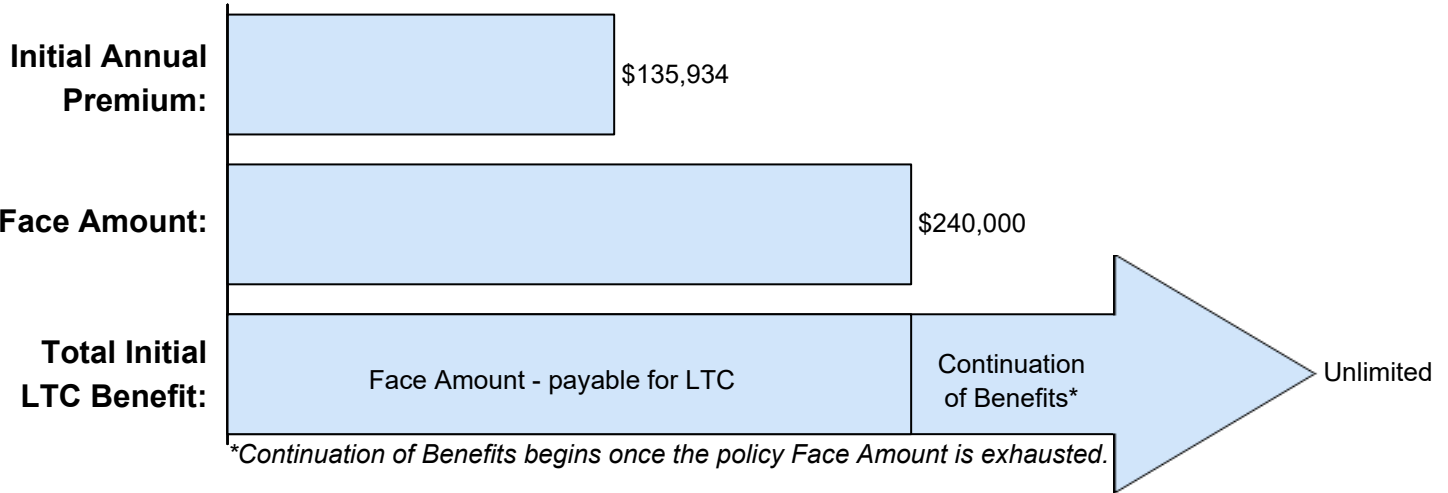 Initial Annual
Premium:
$135,934
Face Amount:
$240,000
Total Initial
LTC Benefit:
Face Amount - payable for LTC
Continuation
of Benefits*
Unlimited
*Continuation of Benefits begins once the policy Face Amount is exhausted.